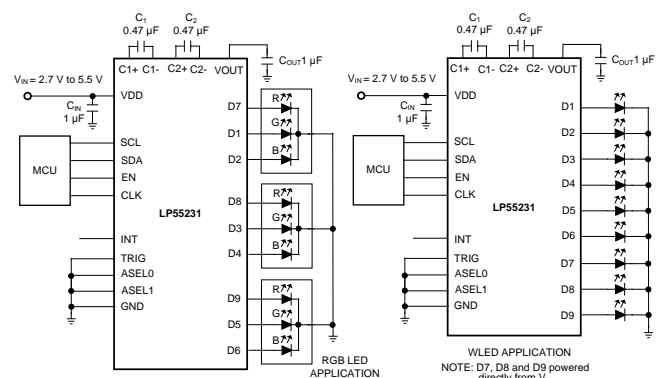 C1
0.47 µF
C2
0.47 µF
COUT1 µF
C1+ C1- C2+ C2- VOUT
VIN = 2.7 V to 5.5 V
CIN
1 µF
VDD
MCU
SCL
SDA
EN
CLK
LP55231
INT
TRIG
ASEL0
ASEL1
GND
D7
D1
D2
R
G
B
D8
D3
D4
R
G
B
D9
D5
D6
R
G
B
RGB LED
APPLICATION
C1
0.47 µF
C2
0.47 µF
COUT1 µF
C1+ C1- C2+ C2- VOUT
VIN = 2.7 V to 5.5 V
CIN
1 µF
VDD
MCU
SCL
SDA
EN
CLK
LP55231
INT
TRIG
ASEL0
ASEL1
GND
D1
D2
D3
D4
D5
D6
D7
D8
D9
WLED APPLICATION
NOTE: D7, D8 and D9 powered
directly from V